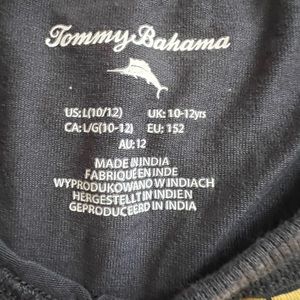 Tommy Bahama
US: L(10/12) UK: 10-12yrs
CA: L/G(10-12) EU: 152
AU: 12
MADE IN INDIA
FABRIQUÉ EN INDE
WYPRODUKOWANO W INDIACH
HERGESTELLT IN INDIEN
GEPRODUCEERD IN INDIA